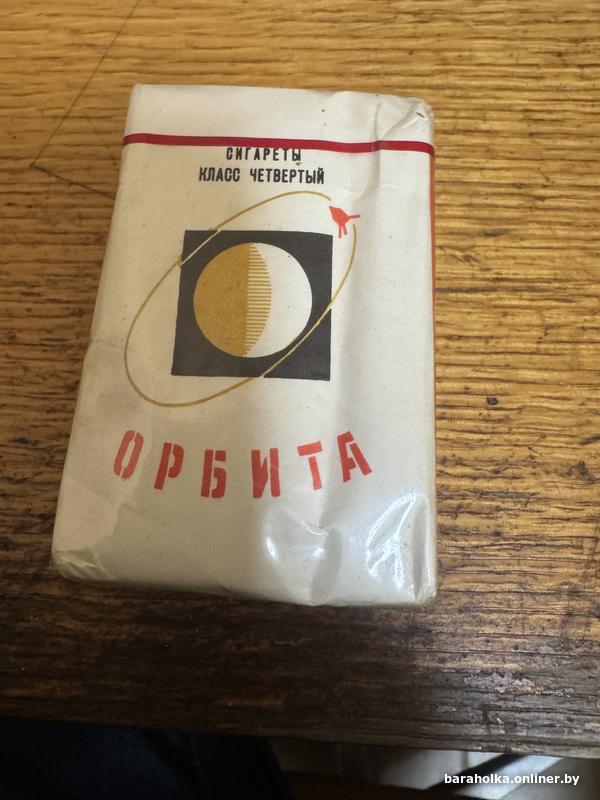 СИГАРЕТЫ
КЛАСС ЧЕТВЕРТЫЙ
ОРБИТА
baraholka.onliner.by